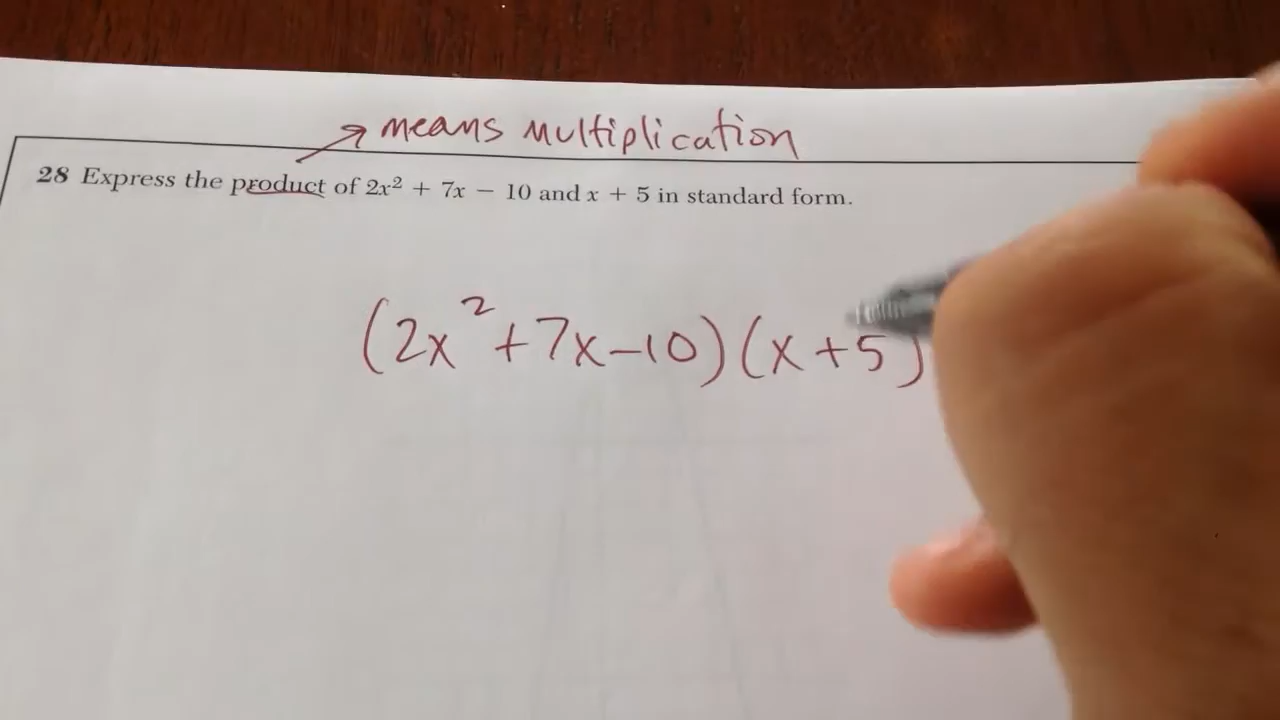 means multiplication
28 Express the product of 2x² + 7x − 10 and x + 5 in standard form.
(2x²+7x−10)(x+5)